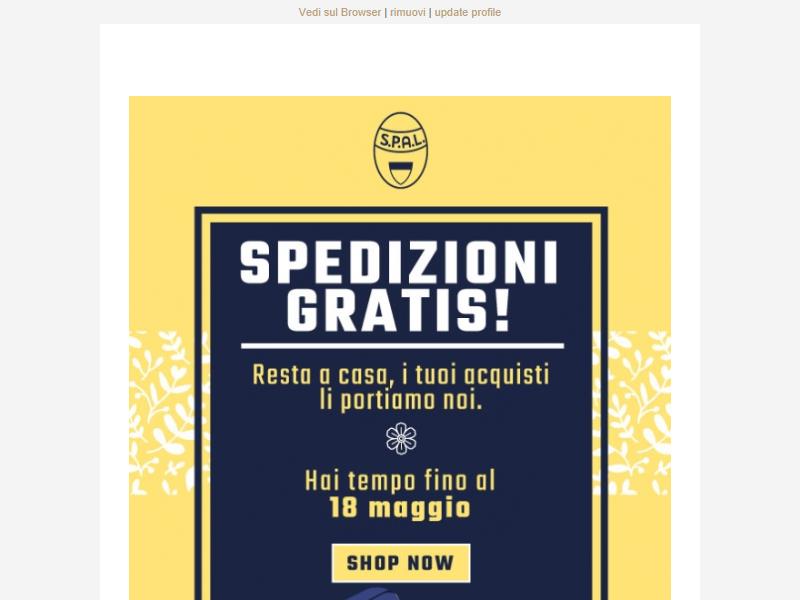 Vedi sul Browser | rimuovi | update profile
S.P.A.L.
SPEDIZIONI
GRATIS!
Resta a casa, i tuoi acquisti
li portiamo noi.
Hai tempo fino al
18 maggio
SHOP NOW